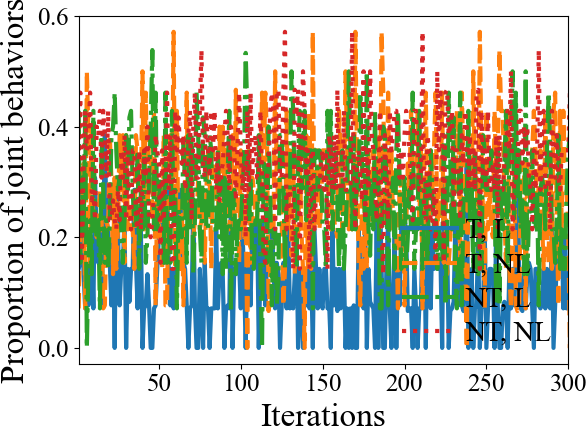 Proportion of joint behaviors
0.6
0.4
0.2
0.0
T, L
T, NL
NT, L
NT, NL
50 100 150 200 250 300
Iterations